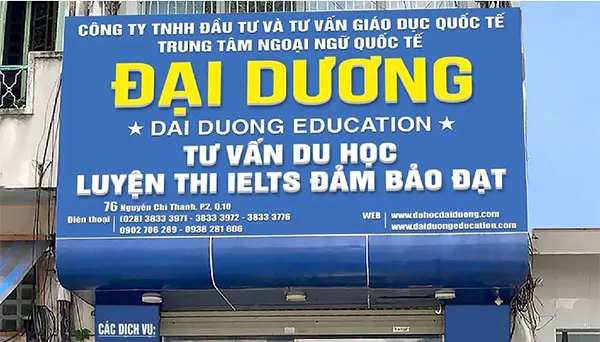 CÔNG TY TNHH ĐẦU TƯ VÀ TƯ VẤN GIÁO DỤC QUỐC TẾ
TRUNG TÂM NGOẠI NGỮ QUỐC TẾ
ĐẠI DƯƠNG
★ DAI DUONG EDUCATION ★
TƯ VẤN DU HỌC
LUYỆN THI IELTS ĐẢM BẢO ĐẠT
76 Nguyễn Chí Thanh, P.2, Q.10
Điện thoại (028) 3833 3971 - 3833 3972 - 3833 3776
0902 706 269 - 0938 281 606
WEB www.duhocdaiduong.com
www.daiduongeducation.com
CÁC DỊCH VỤ: